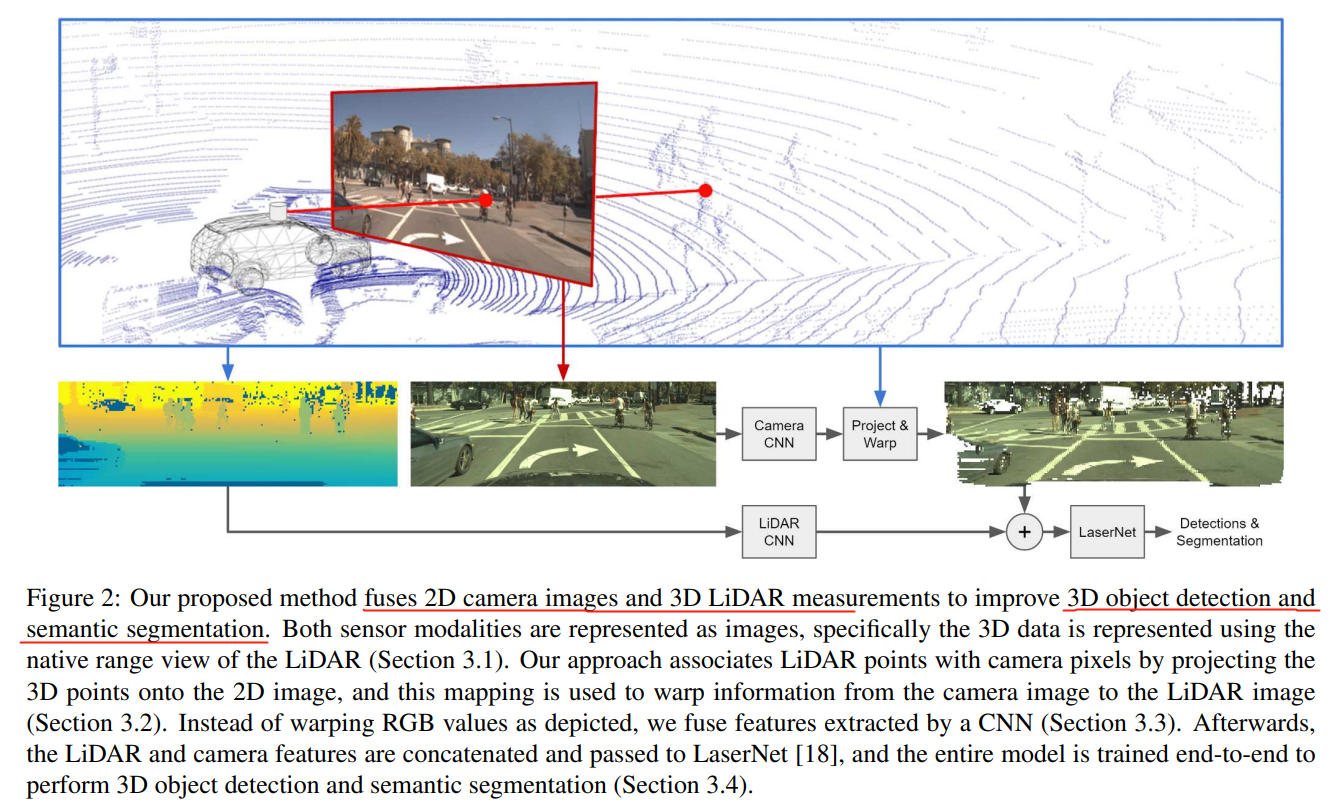 Camera
CNN
Project &
Warp
LiDAR
CNN
+
LaserNet
Detections &
Segmentation
Figure 2: Our proposed method fuses 2D camera images and 3D LiDAR measurements to improve 3D object detection and
semantic segmentation. Both sensor modalities are represented as images, specifically the 3D data is represented using the
native range view of the LiDAR (Section 3.1). Our approach associates LiDAR points with camera pixels by projecting the
3D points onto the 2D image, and this mapping is used to warp information from the camera image to the LiDAR image
(Section 3.2). Instead of warping RGB values as depicted, we fuse features extracted by a CNN (Section 3.3). Afterwards,
the LiDAR and camera features are concatenated and passed to LaserNet [18], and the entire model is trained end-to-end to
perform 3D object detection and semantic segmentation (Section 3.4).